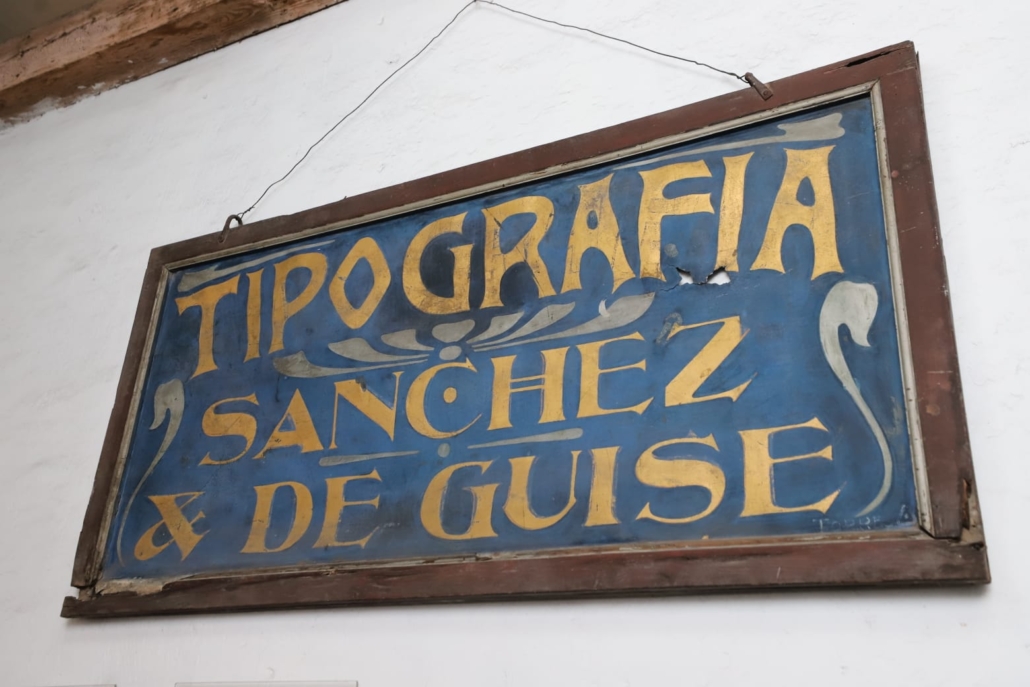 TIPOGRAFIA
SANCHEZ
& DE GUISE